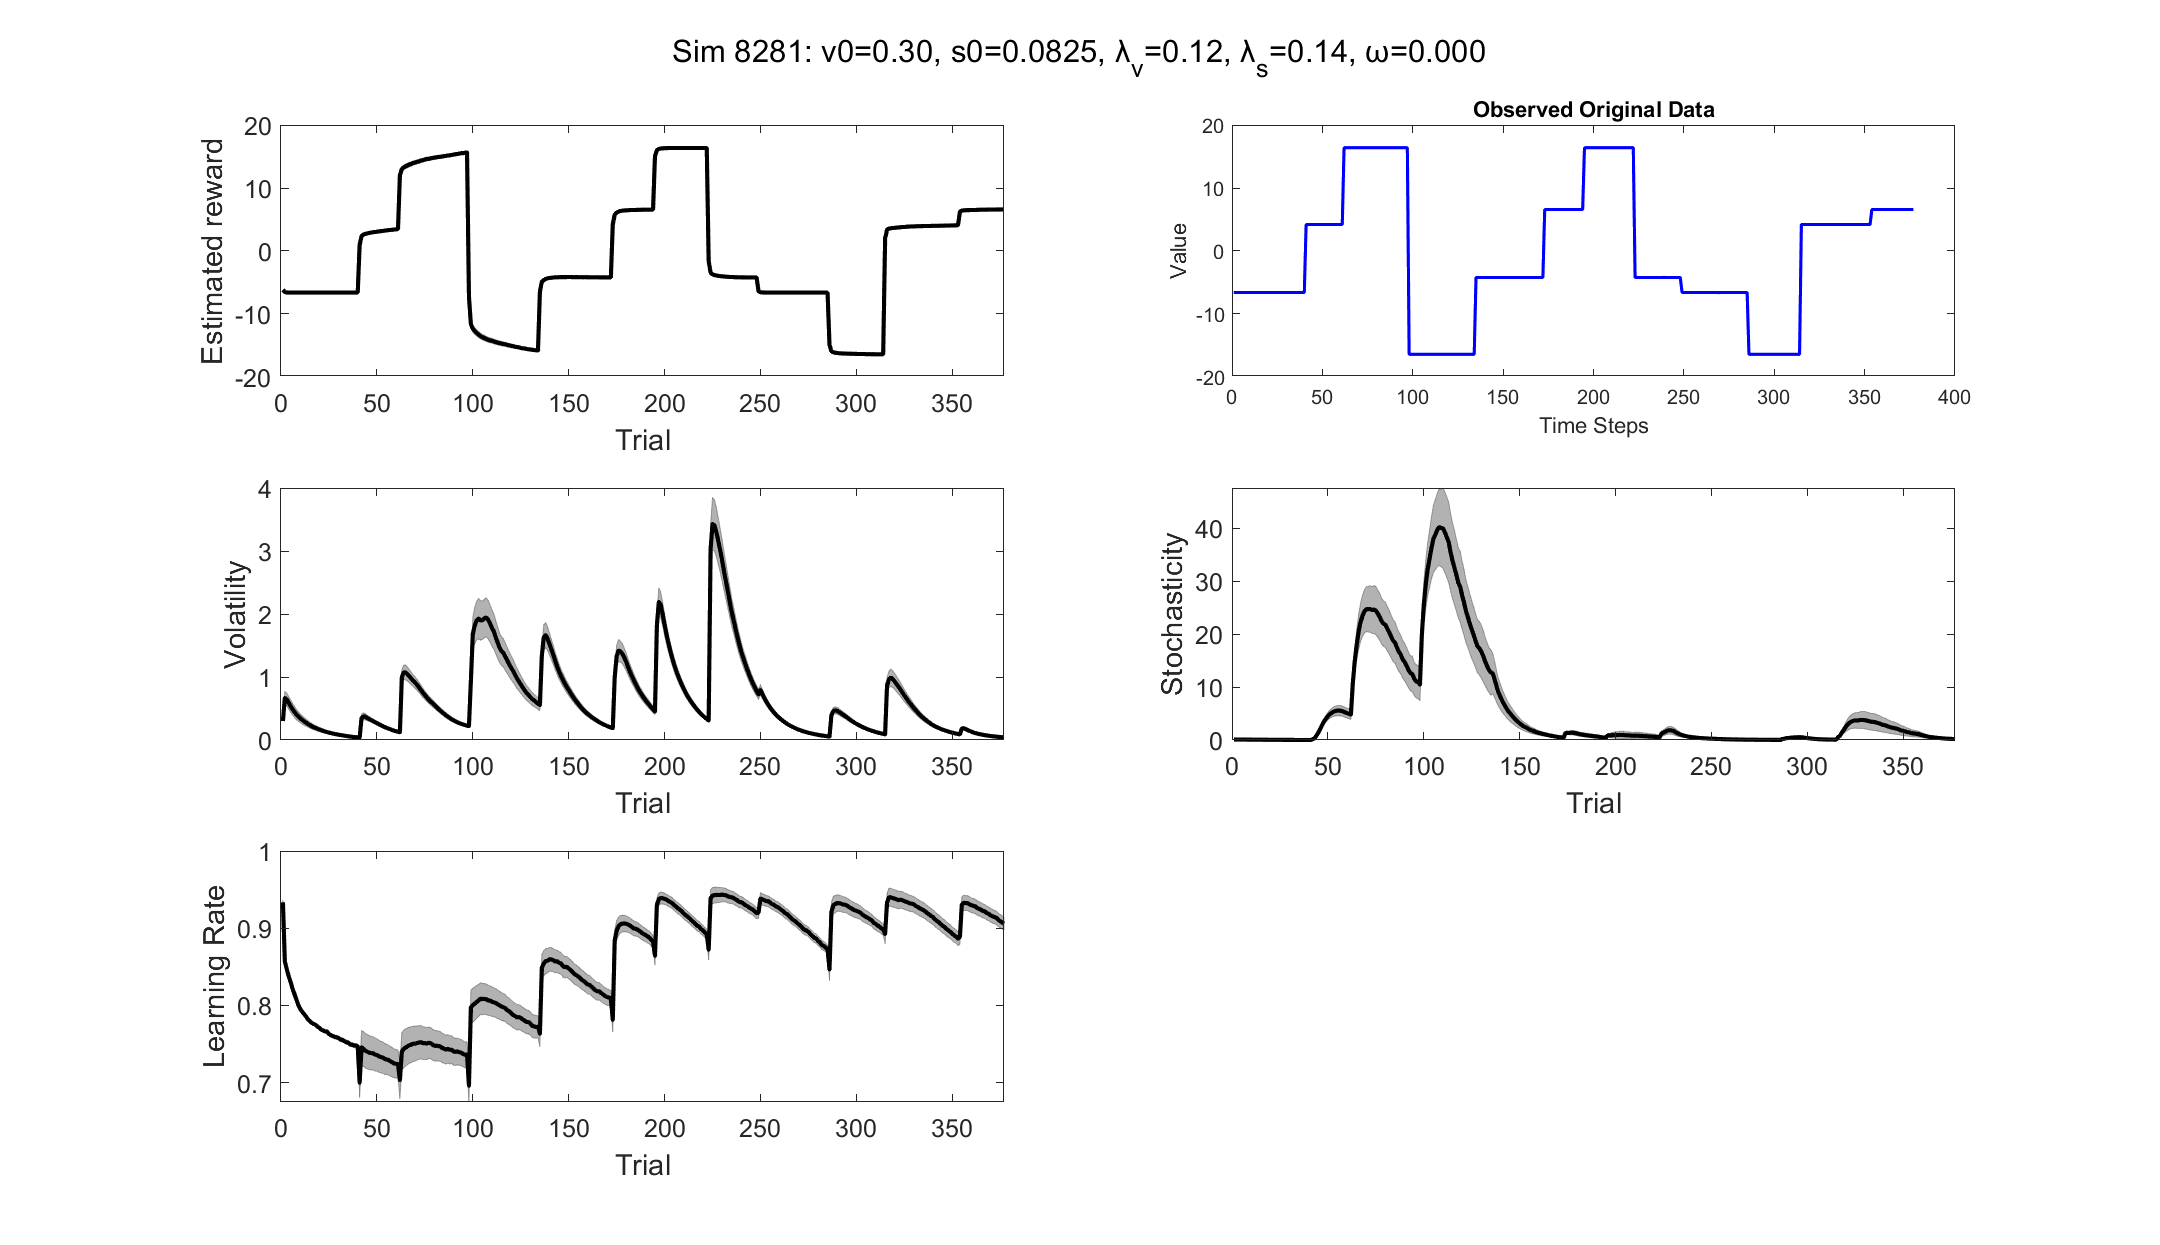 Sim 8281: v0=0.30, s0=0.0825, λv=0.12, λs=0.14, ω=0.000
20
10
0
-10
-20
Estimated reward
0 50 100 150 200 250 300 350
Trial
Observed Original Data
20
10
0
-10
-20
Value
0 50 100 150 200 250 300 350 400
Time Steps
4
3
2
1
0
Volatility
0 50 100 150 200 250 300 350
Trial
40
30
20
10
0
Stochasticity
0 50 100 150 200 250 300 350
Trial
1
0.9
0.8
0.7
Learning Rate
0 50 100 150 200 250 300 350
Trial